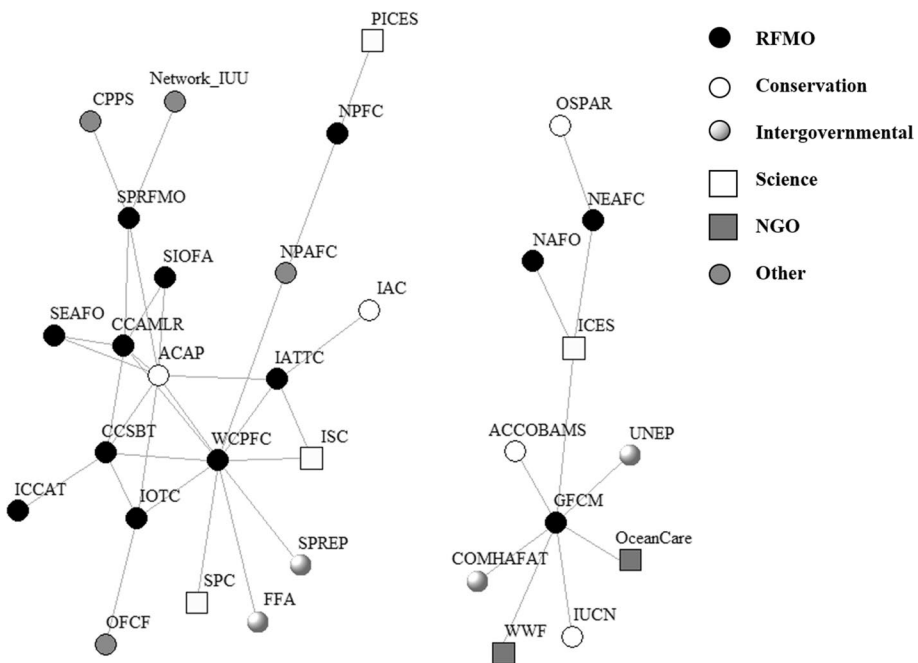 PICES
Network_IUU
CPPS
NPFC
SPRFMO
SIOFA
NPAFC
IAC
SEAFO
CCAMLR
ACAP
IATTC
CCSBT
WCPFC
ISC
ICCAT
IOTC
SPREP
SPC
FFA
OFCF
OSPAR
NEAFC
NAFO
ICES
ACCOBAMS
UNEP
GFCM
OceanCare
COMHAFAT
IUCN
WWF
RFMO
Conservation
Intergovernmental
Science
NGO
Other